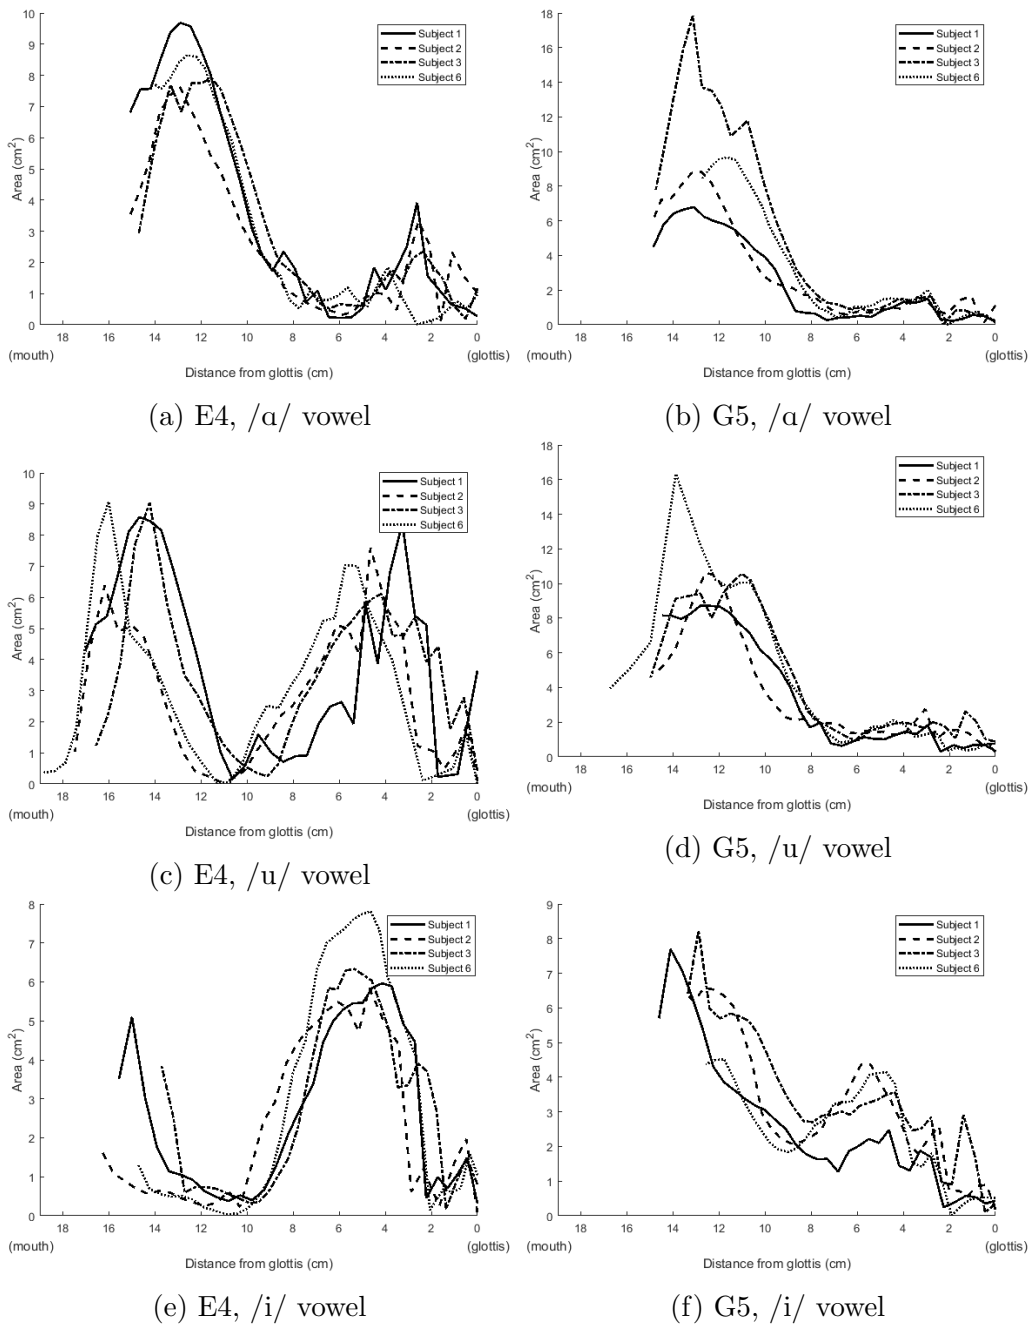 10
9
8
7
6
5
4
3
2
1
0
Area (cm2)
Subject 1
Subject 2
Subject 3
Subject 6
18 16 14 12 10 8 6 4 2 0
(mouth) (glottis)
Distance from glottis (cm)
(a) E4, /ɑ/ vowel
18
16
14
12
10
8
6
4
2
0
Area (cm2)
Subject 1
Subject 2
Subject 3
Subject 6
18 16 14 12 10 8 6 4 2 0
(mouth) (glottis)
Distance from glottis (cm)
(b) G5, /ɑ/ vowel
10
9
8
7
6
5
4
3
2
1
0
Area (cm2)
Subject 1
Subject 2
Subject 3
Subject 6
18 16 14 12 10 8 6 4 2 0
(mouth) (glottis)
Distance from glottis (cm)
(c) E4, /u/ vowel
18
16
14
12
10
8
6
4
2
0
Area (cm2)
Subject 1
Subject 2
Subject 3
Subject 6
18 16 14 12 10 8 6 4 2 0
(mouth) (glottis)
Distance from glottis (cm)
(d) G5, /u/ vowel
8
7
6
5
4
3
2
1
0
Area (cm2)
Subject 1
Subject 2
Subject 3
Subject 6
18 16 14 12 10 8 6 4 2 0
(mouth) (glottis)
Distance from glottis (cm)
(e) E4, /i/ vowel
9
8
7
6
5
4
3
2
1
0
Area (cm2)
Subject 1
Subject 2
Subject 3
Subject 6
18 16 14 12 10 8 6 4 2 0
(mouth) (glottis)
Distance from glottis (cm)
(f) G5, /i/ vowel